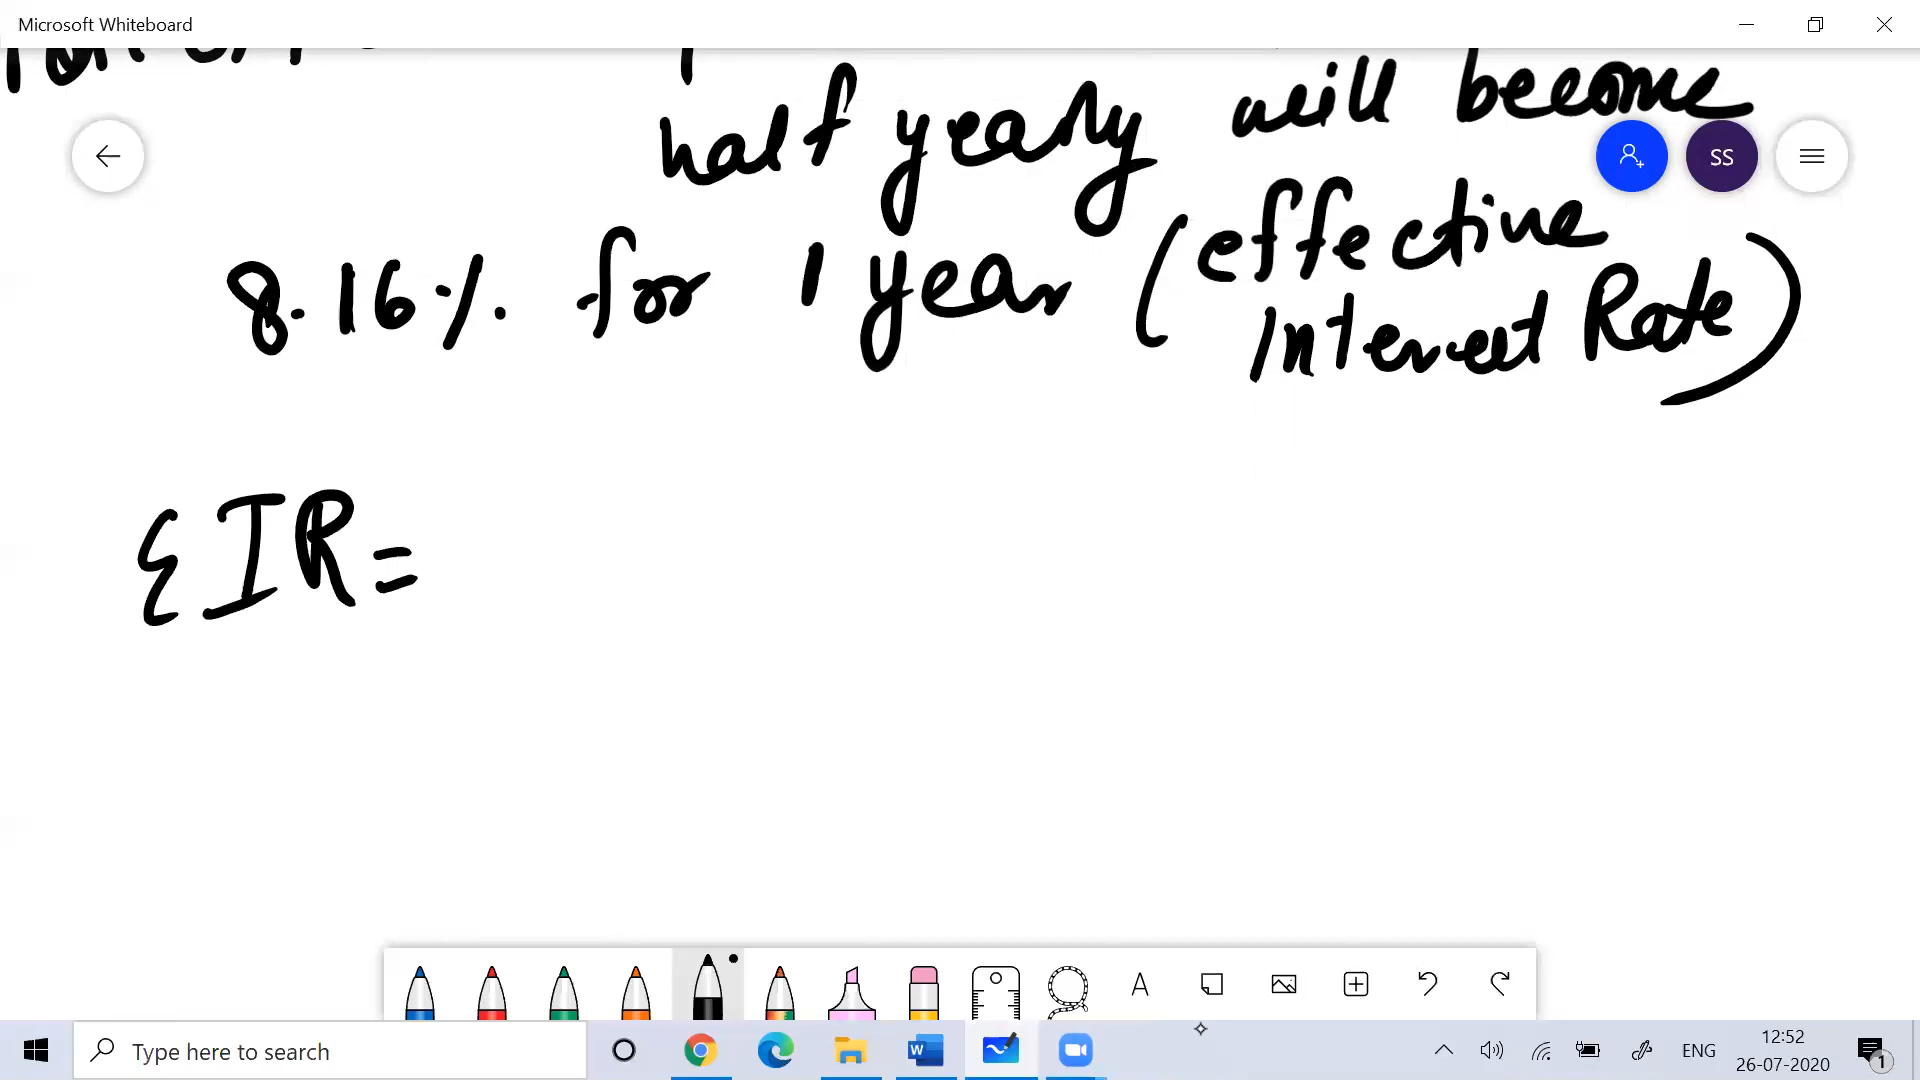 Microsoft Whiteboard
half yearly will become
SS
8.16% for 1 year (effective
Interest Rate)
EIR=
A
Type here to search
W
ENG
12:52
26-07-2020
1